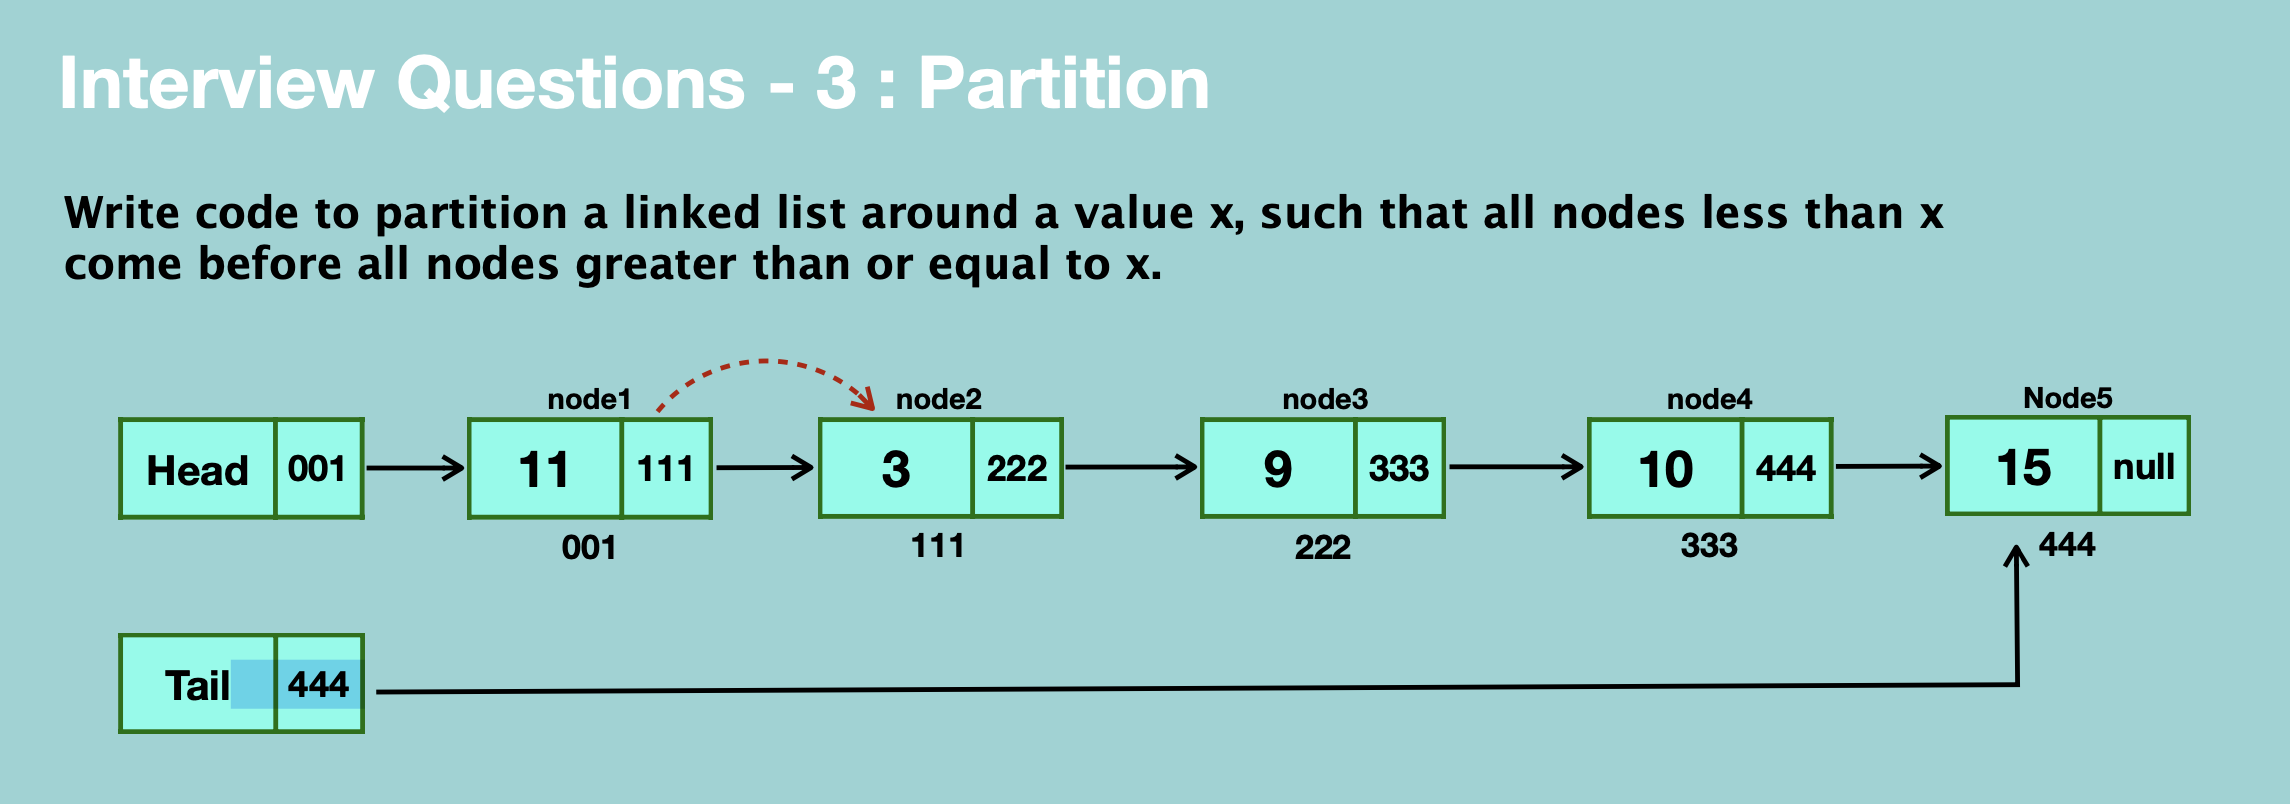 Interview Questions - 3 : Partition
Write code to partition a linked list around a value x, such that all nodes less than x
come before all nodes greater than or equal to x.
node1 node2 node3 node4 Node5
Head 001 11 111 3 222 9 333 10 444 15 null
001 111 222 333 444
Tail 444